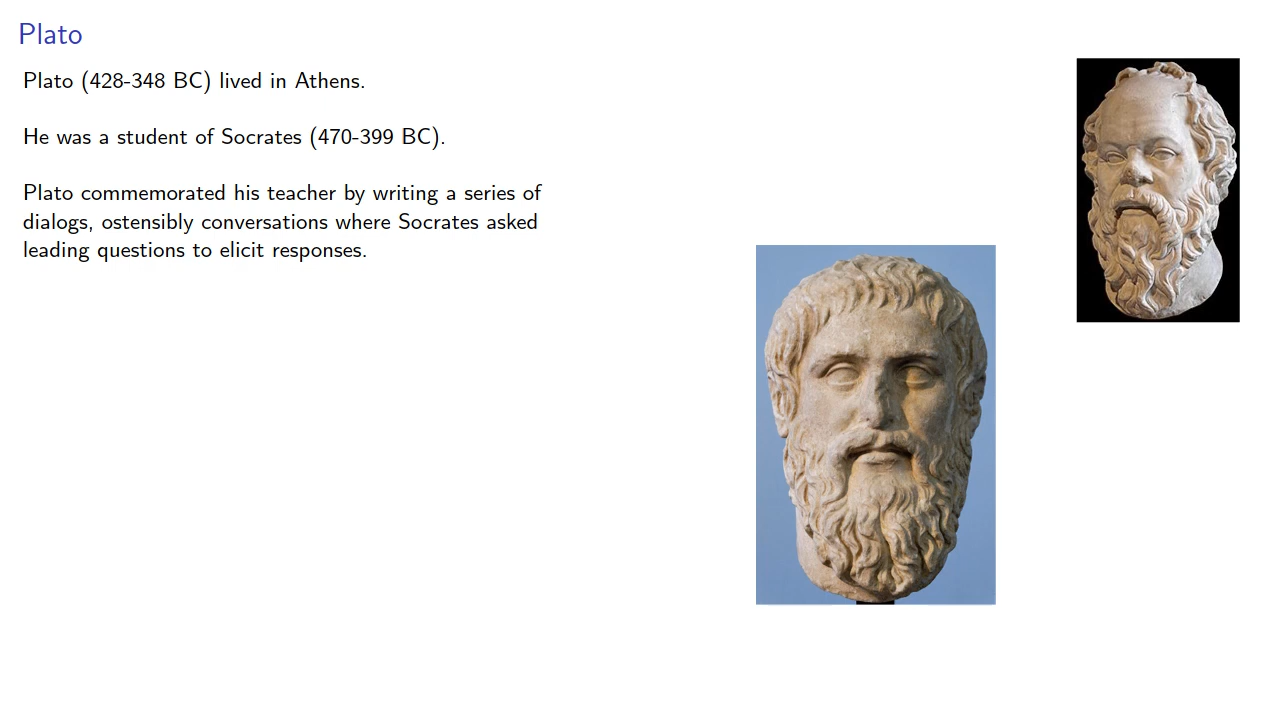 Plato
Plato (428-348 BC) lived in Athens.
He was a student of Socrates (470-399 BC).
Plato commemorated his teacher by writing a series of
dialogs, ostensibly conversations where Socrates asked
leading questions to elicit responses.